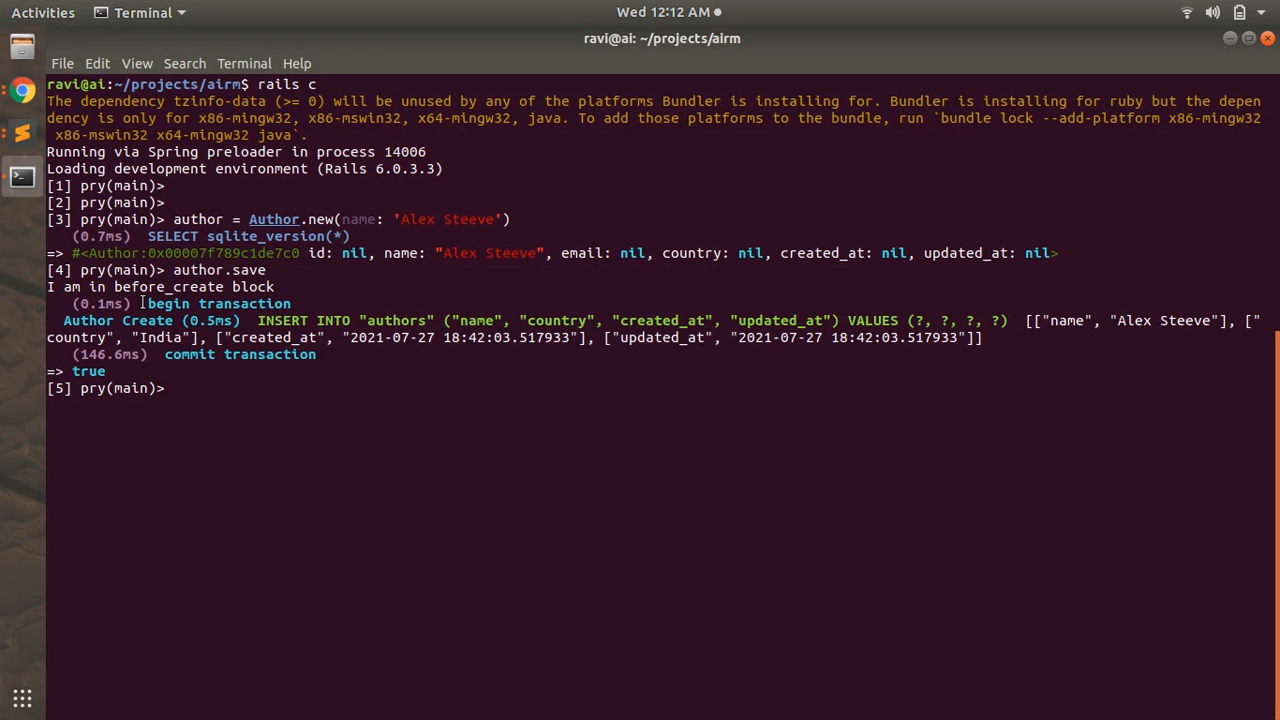 Activities Terminal Wed 12:12 AM
ravi@ai: ~/projects/airm
File Edit View Search Terminal Help
ravi@ai:~/projects/airm$ rails c
The dependency tzinfo-data (>= 0) will be unused by any of the platforms Bundler is installing for. Bundler is installing for ruby but the depen
dency is only for x86-mingw32, x86-mswin32, x64-mingw32, java. To add those platforms to the bundle, run `bundle lock --add-platform x86-mingw32
x86-mswin32 x64-mingw32 java`.
Running via Spring preloader in process 14006
Loading development environment (Rails 6.0.3.3)
[1] pry(main)>
[2] pry(main)>
[3] pry(main)> author = Author.new(name: 'Alex Steeve')
(0.7ms) SELECT sqlite_version(*)
=> #<Author:0x00007f789c1de7c0 id: nil, name: "Alex Steeve", email: nil, country: nil, created_at: nil, updated_at: nil>
[4] pry(main)> author.save
I am in before_create block
(0.1ms) begin transaction
Author Create (0.5ms) INSERT INTO "authors" ("name", "country", "created_at", "updated_at") VALUES (?, ?, ?, ?) [["name", "Alex Steeve"], ["
country", "India"], ["created_at", "2021-07-27 18:42:03.517933"], ["updated_at", "2021-07-27 18:42:03.517933"]]
(146.6ms) commit transaction
=> true
[5] pry(main)>